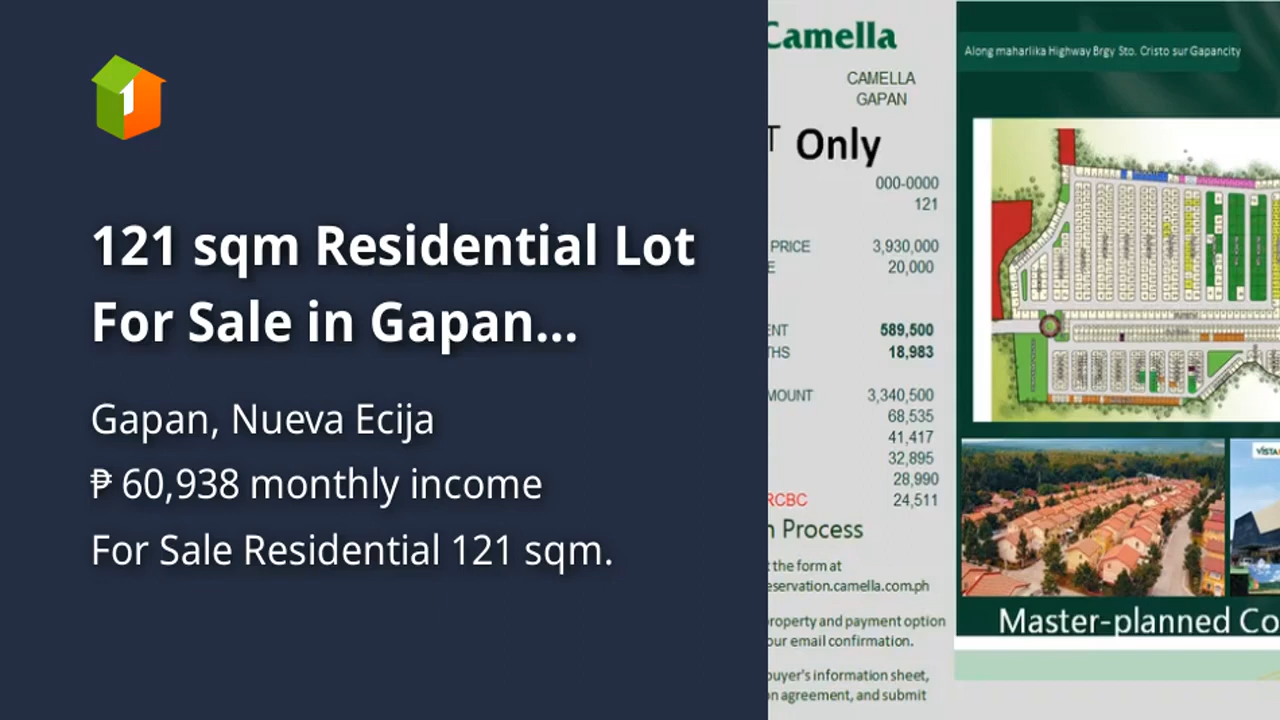 121 sqm Residential Lot
For Sale in Gapan...
Gapan, Nueva Ecija
₱ 60,938 monthly income
For Sale Residential 121 sqm.
Camella
CAMELLA
GAPAN
T Only
000-0000
121
PRICE 3,930,000
E 20,000
ENT 589,500
THS 18,983
MOUNT 3,340,500
68,535
41,417
32,895
28,990
RCBC 24,511
n Process
t the form at
eservation.camella.com.ph
roperty and payment option
our email confirmation.
buyer's information sheet,
on agreement, and submit
Along maharlika Highway Brgy Sto. Cristo sur Gapancity
VISTA
Master-planned Co